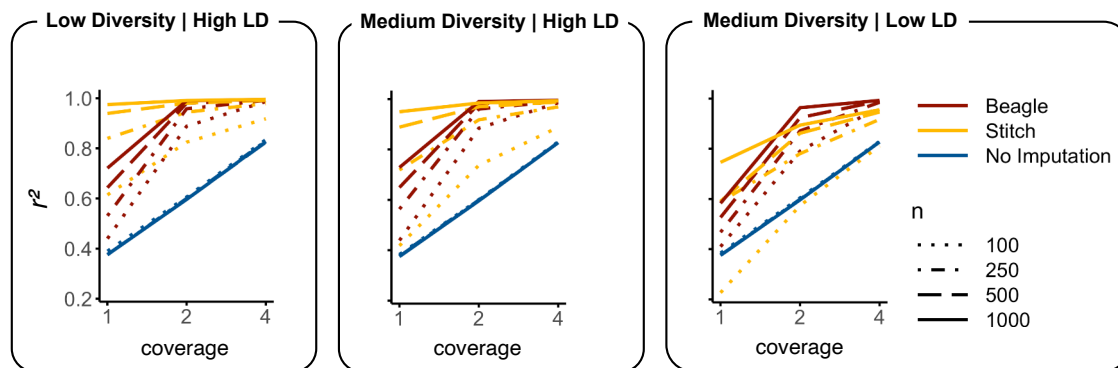 Low Diversity | High LD
Medium Diversity | High LD
Medium Diversity | Low LD
r²
1.0
0.8
0.6
0.4
0.2
1 2 4
coverage
1 2 4
coverage
1 2 4
coverage
Beagle
Stitch
No Imputation
n
100
250
500
1000